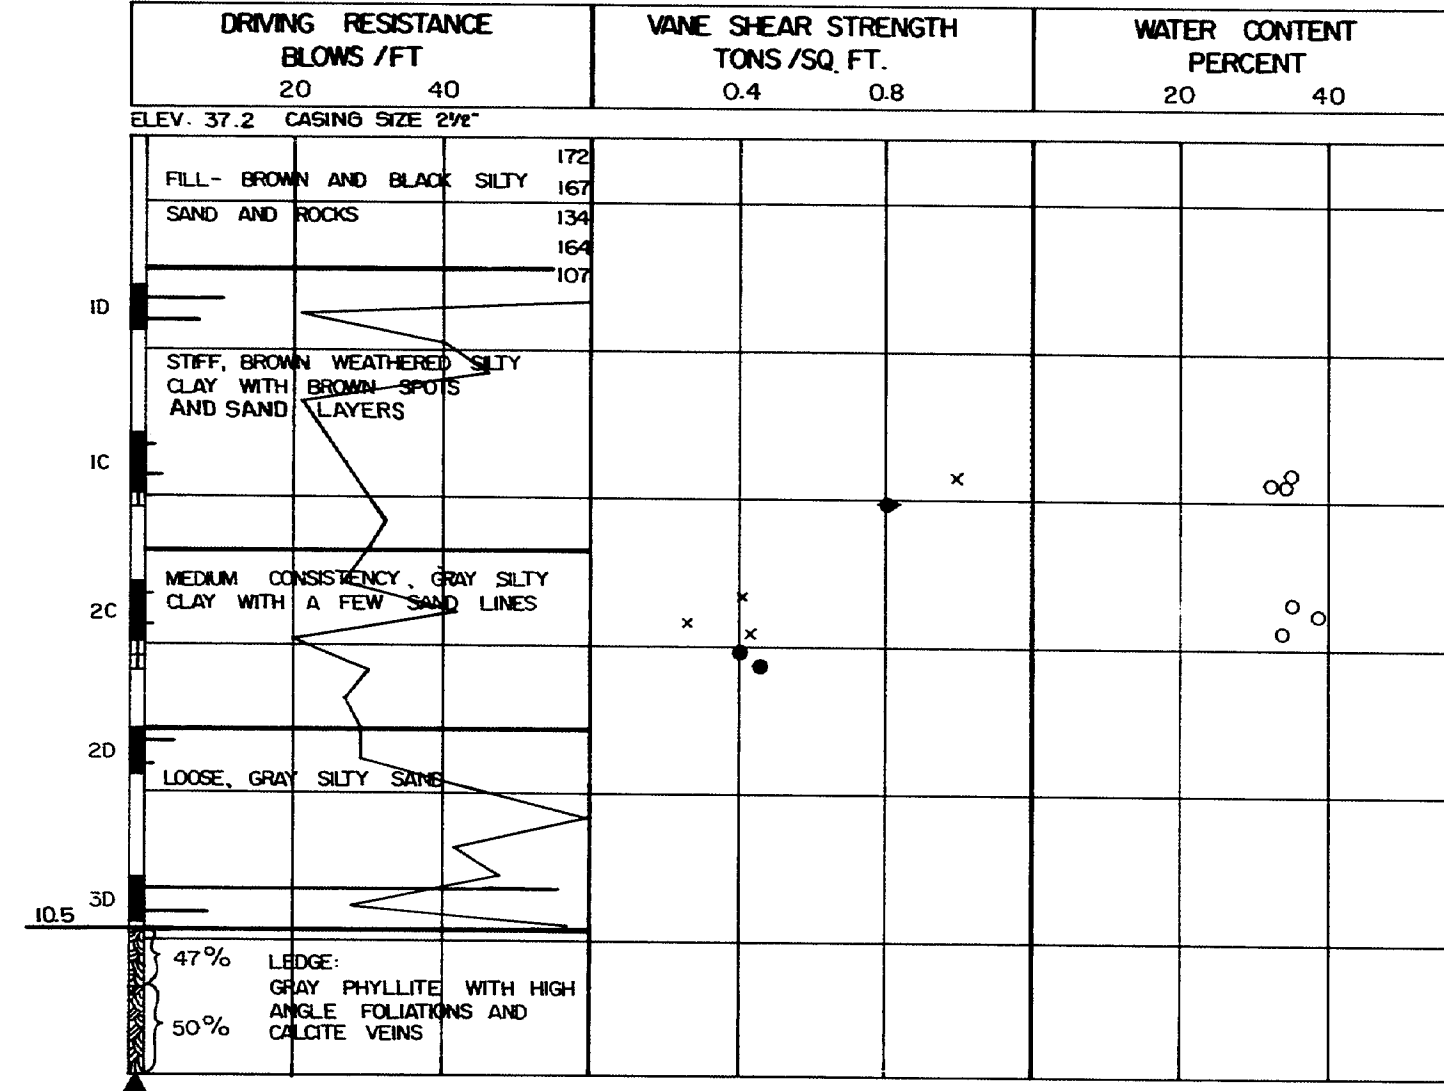 DRIVING RESISTANCE
BLOWS /FT
20 40
VANE SHEAR STRENGTH
TONS /SQ. FT.
0.4 0.8
WATER CONTENT
PERCENT
20 40
ELEV. 37.2 CASING SIZE 2½"
172
FILL- BROWN AND BLACK SILTY
167
SAND AND ROCKS
134
164
107
1D
STIFF, BROWN WEATHERED SILTY
CLAY WITH BROWN SPOTS
AND SAND LAYERS
1C
MEDIUM CONSISTENCY, GRAY SILTY
CLAY WITH A FEW SAND LINES
2C
2D
LOOSE, GRAY SILTY SAND
3D
10.5
47%
LEDGE:
GRAY PHYLLITE WITH HIGH
ANGLE FOLIATIONS AND
50%
CALCITE VEINS